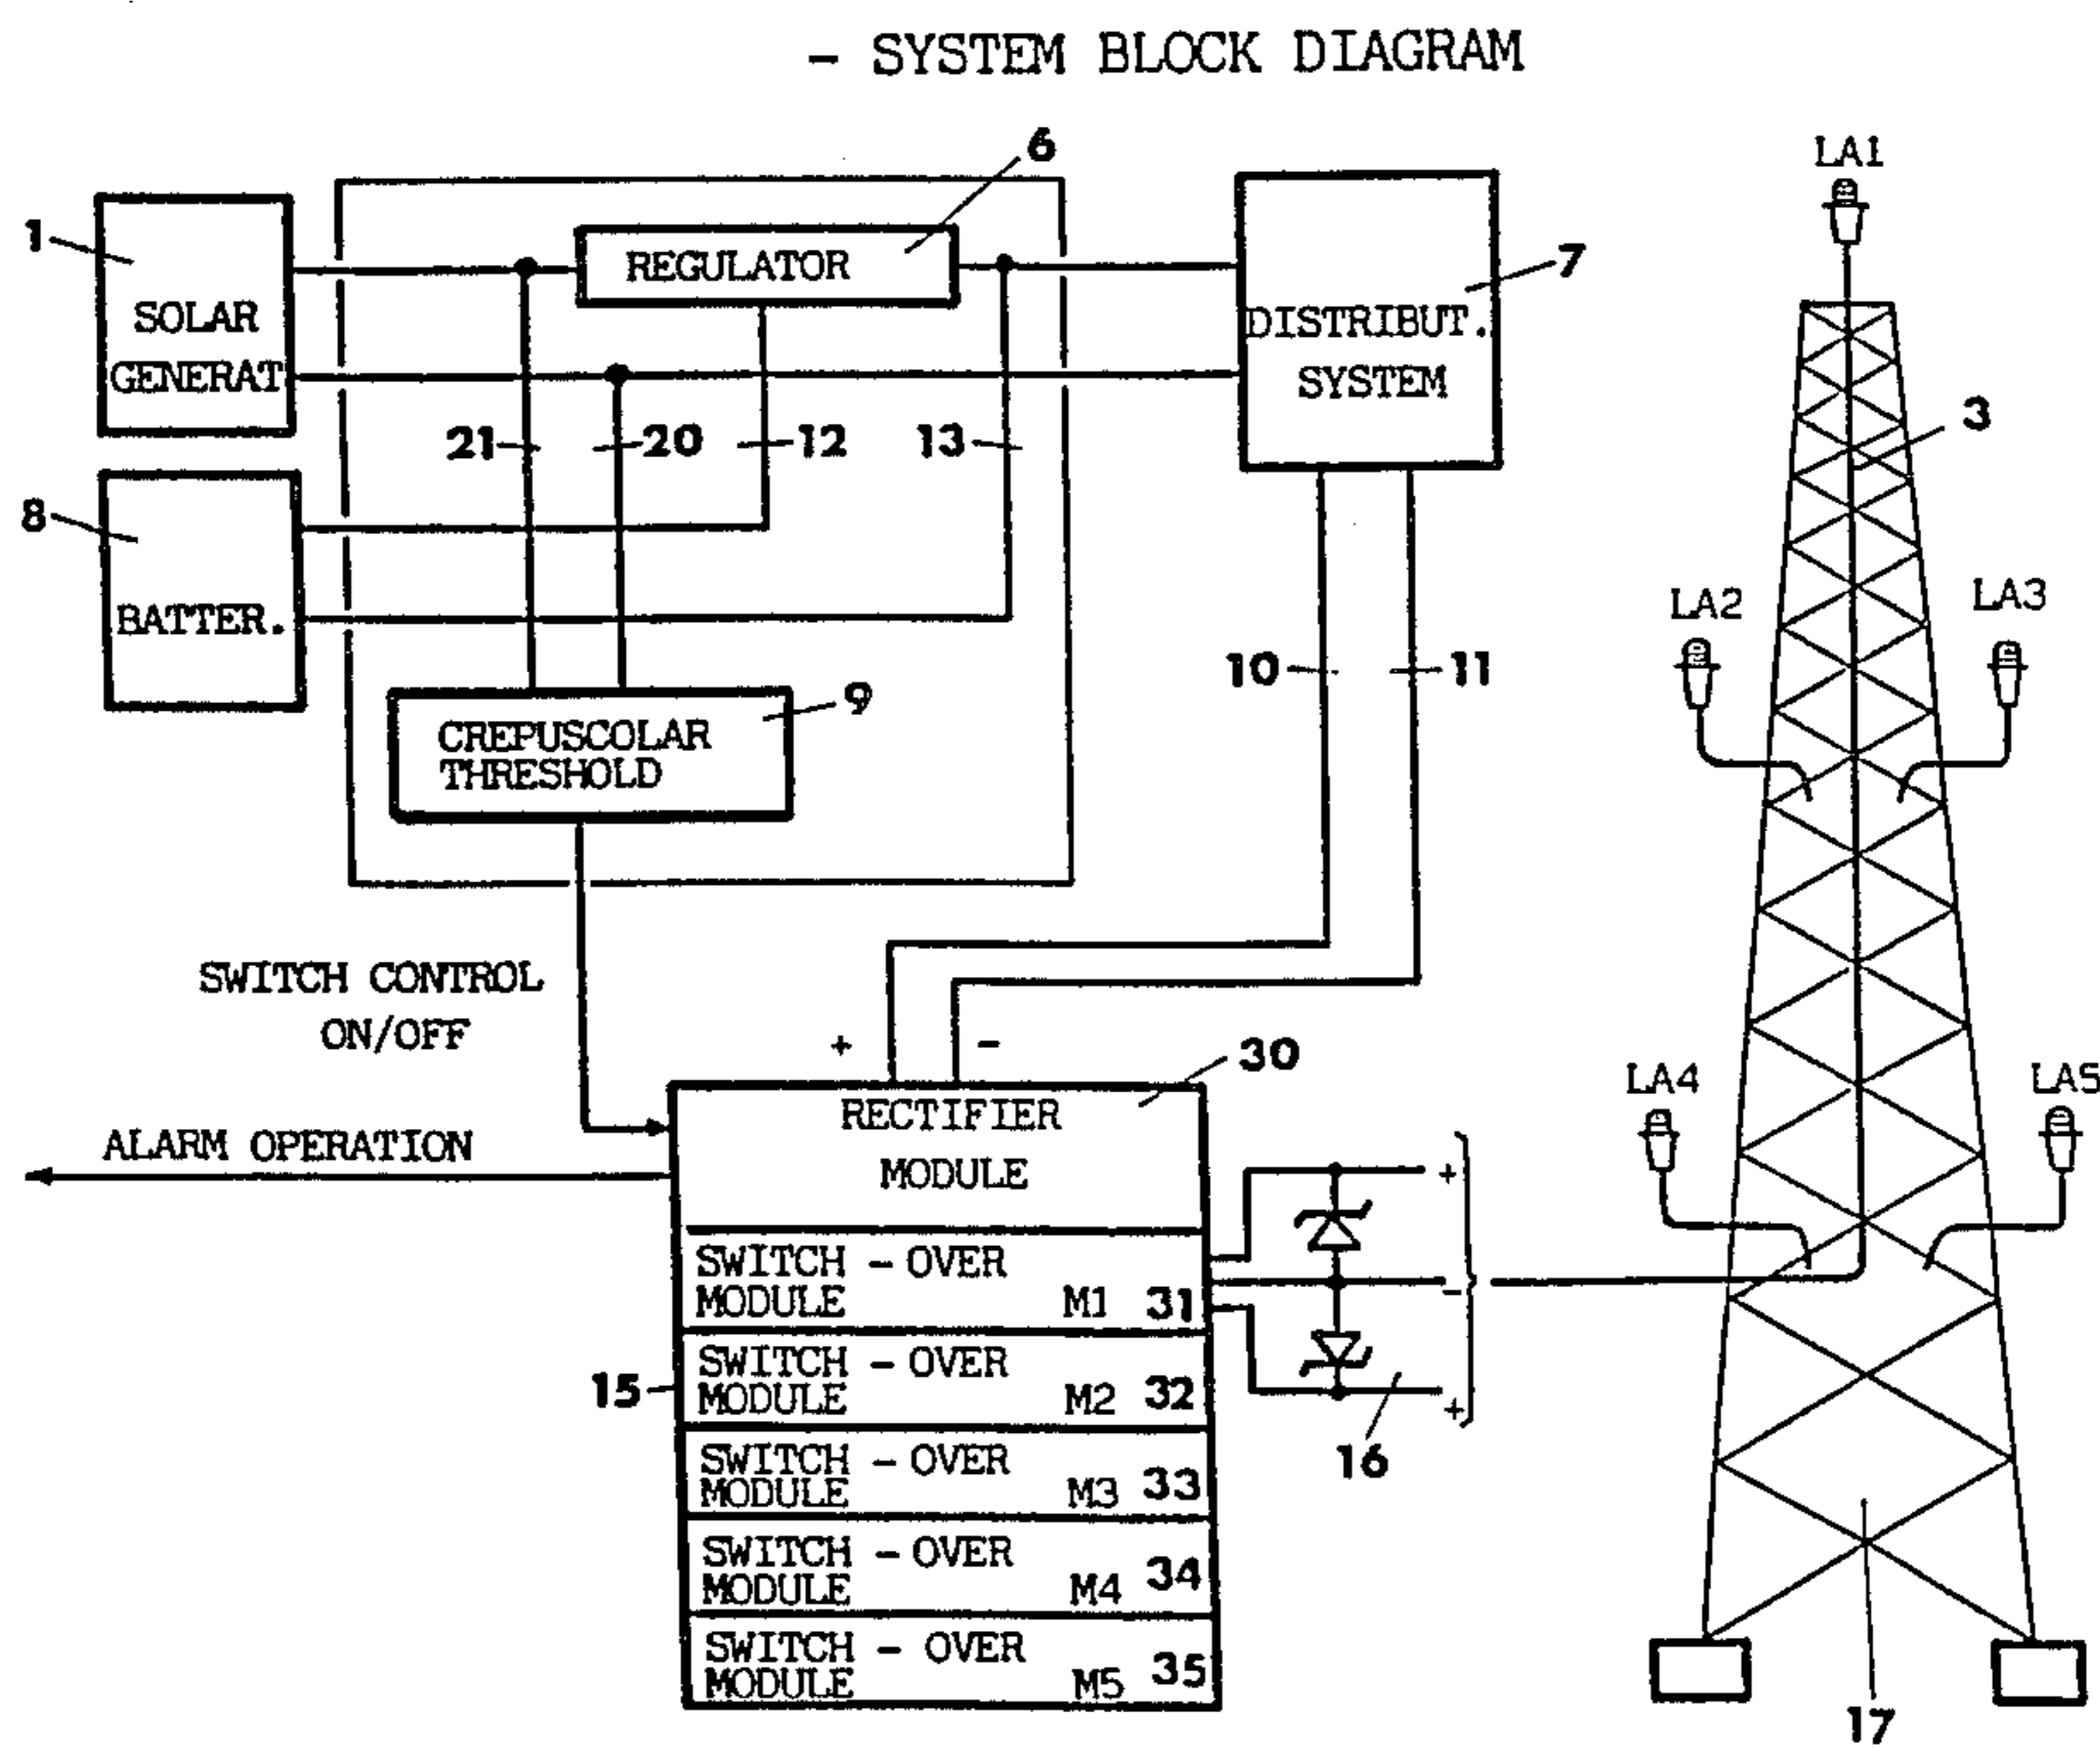 - SYSTEM BLOCK DIAGRAM
6
LA1
1
REGULATOR
7
SOLAR
GENERAT
DISTRIBUT.
SYSTEM
3
21
20
12
13
8
BATTER.
LA2
LA3
10
11
9
CREPUSCOLAR
THRESHOLD
SWITCH CONTROL
ON/OFF
+
-
30
LA4
LA5
RECTIFIER
MODULE
ALARM OPERATION
+
SWITCH - OVER
MODULE M1 31
-
SWITCH - OVER
MODULE M2 32
15
+
16
SWITCH - OVER
MODULE M3 33
SWITCH - OVER
MODULE M4 34
SWITCH - OVER
MODULE M5 35
17